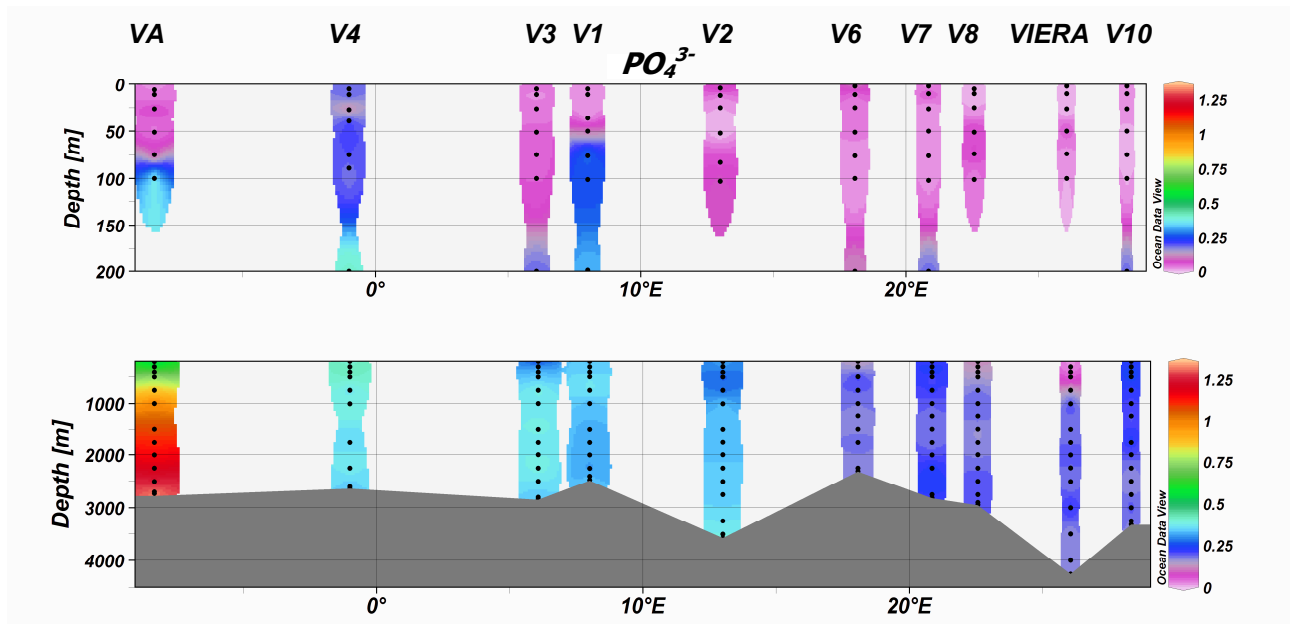 VA V4 V3 V1 V2 V6 V7 V8 VIERA V10
PO₄³⁻
Depth [m]
0
50
100
150
200
0° 10°E 20°E
Ocean Data View
1.25
1
0.75
0.5
0.25
0
Depth [m]
1000
2000
3000
4000
0° 10°E 20°E
Ocean Data View
1.25
1
0.75
0.5
0.25
0